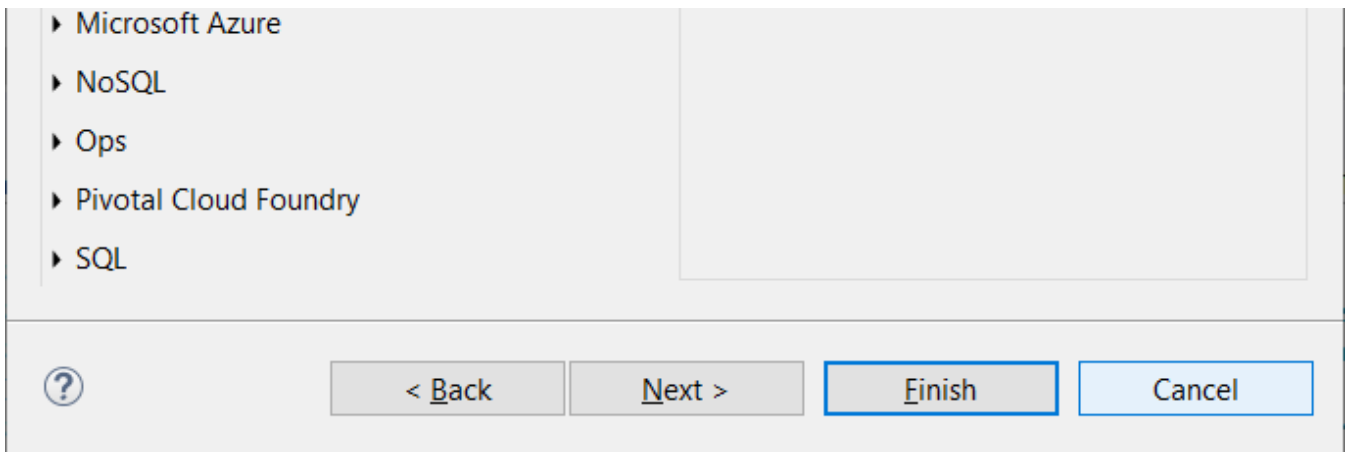 Microsoft Azure
NoSQL
Ops
Pivotal Cloud Foundry
SQL
? < Back Next > Finish Cancel